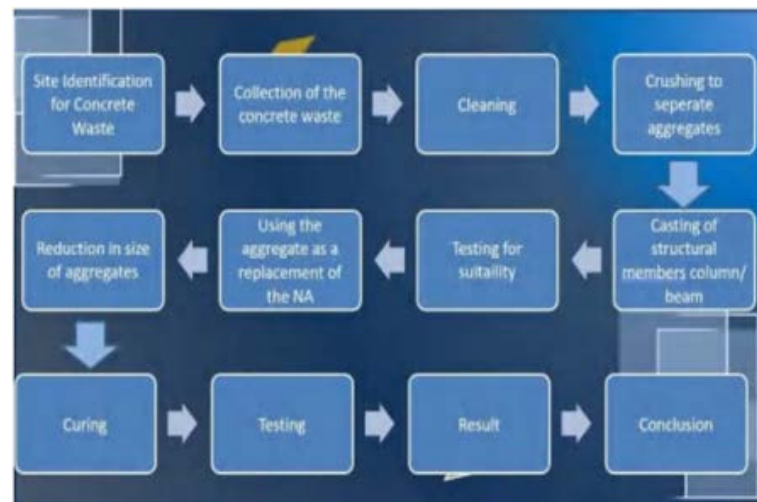 Site Identification
for Concrete
Waste
Collection of the
concrete waste
Cleaning
Crushing to
seperate
aggregates
Casting of
structural
members column/
beam
Testing for
suitaility
Using the
aggregate as a
replacement of
the NA
Reduction in size
of aggregates
Curing
Testing
Result
Conclusion